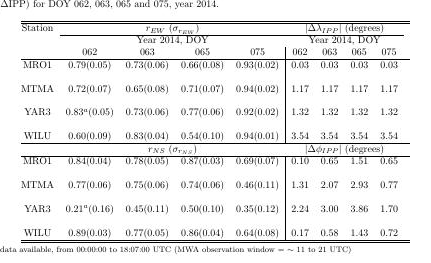 ΔIPP) for DOY 062, 063, 065 and 075, year 2014.
Station r_EW (σ_r_EW) |Δλ_IPP| (degrees)
Year 2014, DOY Year 2014, DOY
062 063 065 075 062 063 065 075
MRO1 0.79(0.05) 0.73(0.06) 0.66(0.08) 0.93(0.02) 0.03 0.03 0.03 0.03
MTMA 0.72(0.07) 0.65(0.08) 0.71(0.07) 0.94(0.02) 1.17 1.17 1.17 1.17
YAR3 0.83ᵃ(0.05) 0.73(0.06) 0.77(0.06) 0.92(0.02) 1.32 1.32 1.32 1.32
WILU 0.60(0.09) 0.83(0.04) 0.54(0.10) 0.94(0.01) 3.54 3.54 3.54 3.54
r_NS (σ_r_NS) |Δϕ_IPP| (degrees)
MRO1 0.84(0.04) 0.78(0.05) 0.87(0.03) 0.69(0.07) 0.10 0.65 1.51 0.65
MTMA 0.77(0.06) 0.75(0.06) 0.74(0.06) 0.46(0.11) 1.31 2.07 2.93 0.77
YAR3 0.21ᵃ(0.16) 0.45(0.11) 0.50(0.10) 0.35(0.12) 2.24 3.00 3.86 1.70
WILU 0.89(0.03) 0.77(0.05) 0.86(0.04) 0.64(0.08) 0.17 0.58 1.43 0.72
data available, from 00:00:00 to 18:07:00 UTC (MWA observation window = ~ 11 to 21 UTC)